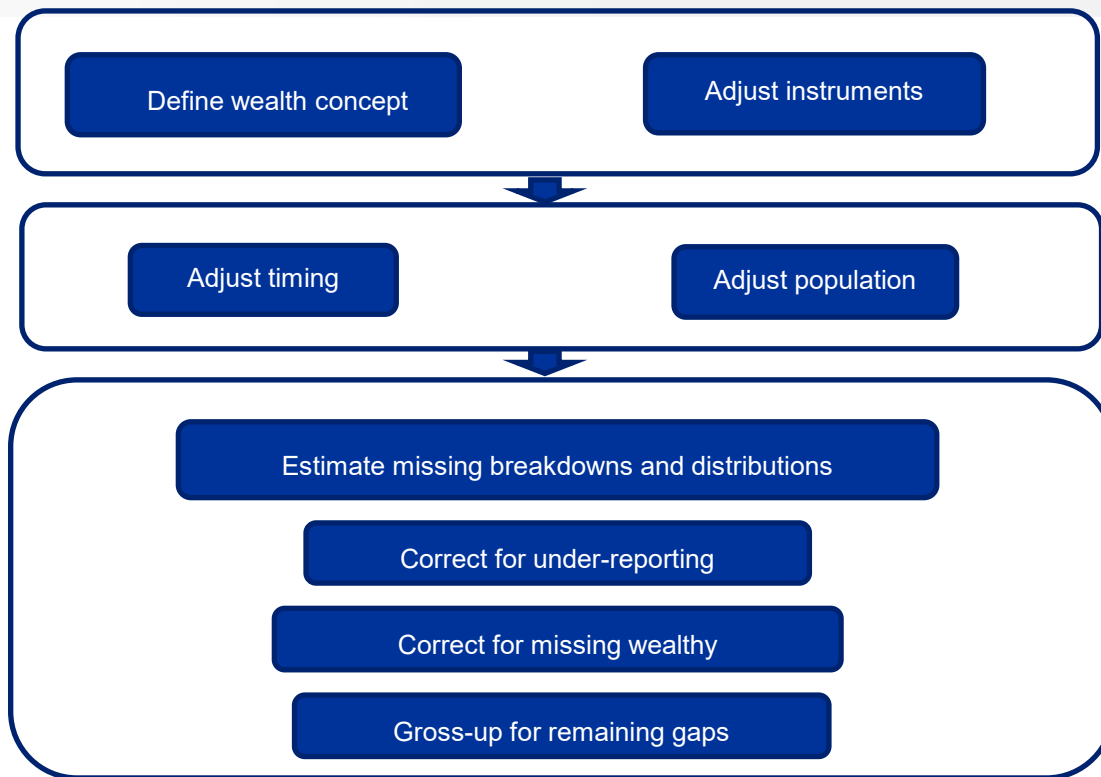 Define wealth concept
Adjust instruments
Adjust timing
Adjust population
Estimate missing breakdowns and distributions
Correct for under-reporting
Correct for missing wealthy
Gross-up for remaining gaps